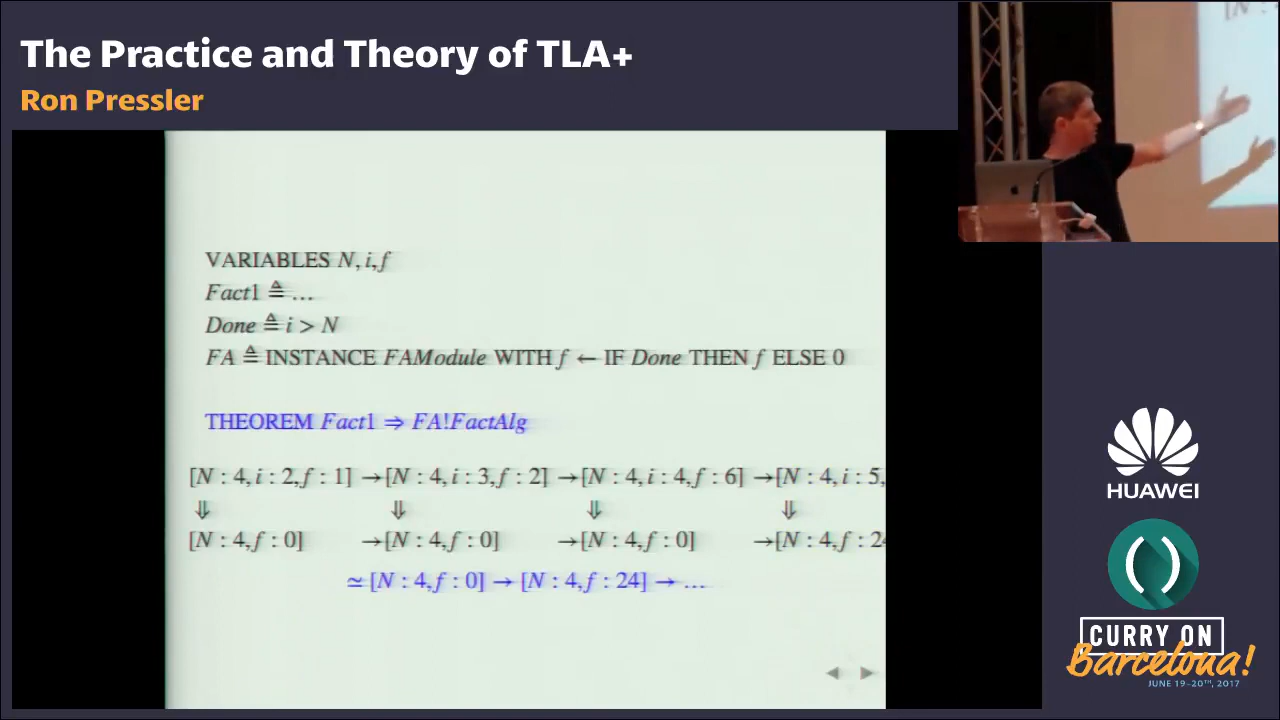 The Practice and Theory of TLA+
Ron Pressler
VARIABLES N, i, f
Fact1 ≜ …
Done ≜ i > N
FA ≜ INSTANCE FAModule WITH f ← IF Done THEN f ELSE 0
THEOREM Fact1 ⇒ FA!FactAlg
[N : 4, i : 2, f : 1] →[N : 4, i : 3, f : 2] →[N : 4, i : 4, f : 6] →[N : 4, i : 5,
⇓ ⇓ ⇓ ⇓
[N : 4, f : 0] →[N : 4, f : 0] →[N : 4, f : 0] →[N : 4, f : 24
≃ [N : 4, f : 0] → [N : 4, f : 24] → …
HUAWEI
CURRY ON
Barcelona!
JUNE 19-20TH, 2017